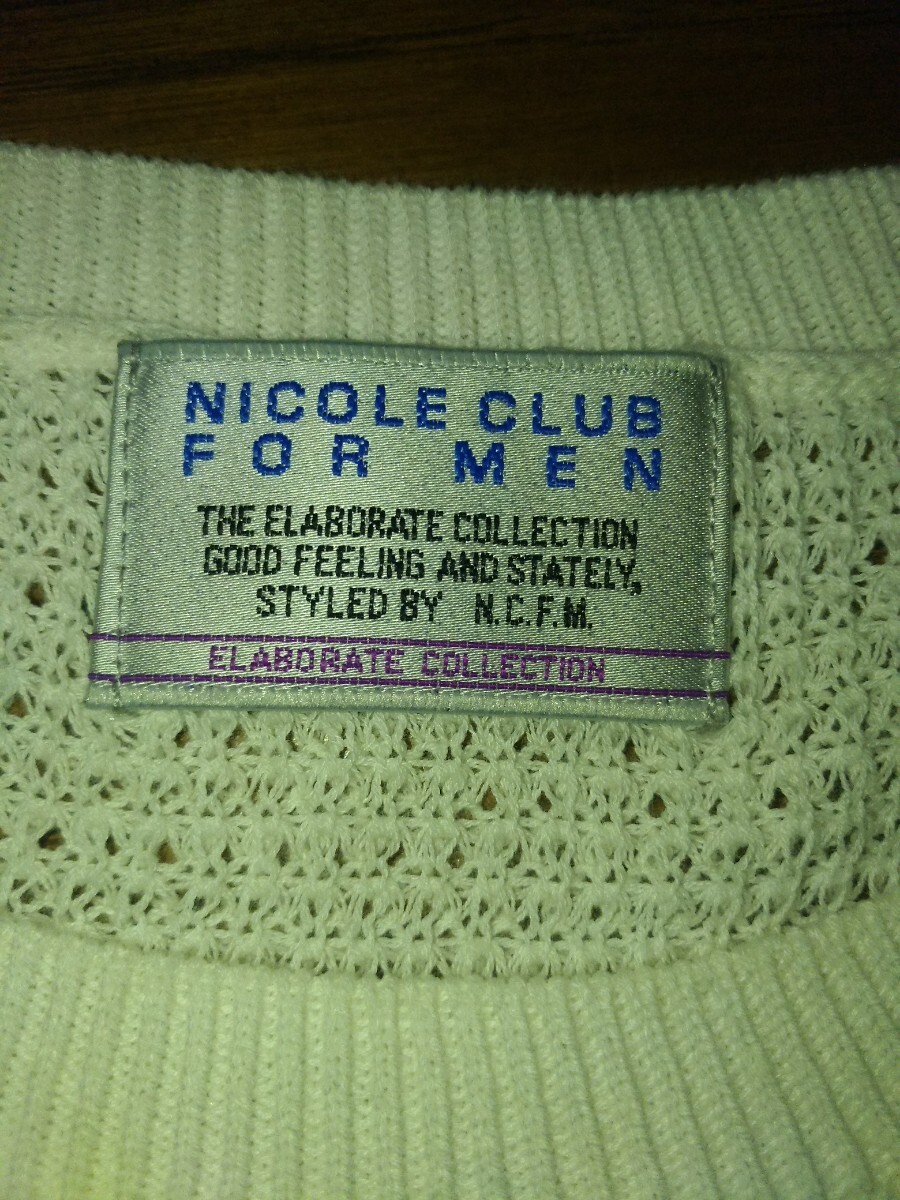 NICOLE CLUB
FOR MEN
THE ELABORATE COLLECTION
GOOD FEELING AND STATELY,
STYLED BY N.C.F.M.
ELABORATE COLLECTION